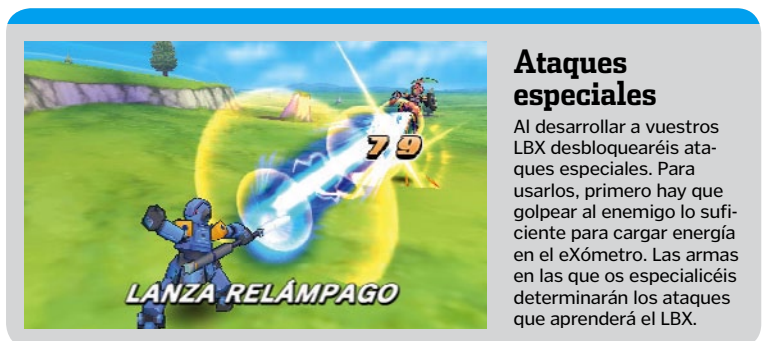 79
LANZA RELÁMPAGO
Ataques
especiales
Al desarrollar a vuestros
LBX desbloquearéis ata-
ques especiales. Para
usarlos, primero hay que
golpear al enemigo lo sufi-
ciente para cargar energía
en el eXómetro. Las armas
en las que os especialicéis
determinarán los ataques
que aprenderá el LBX.